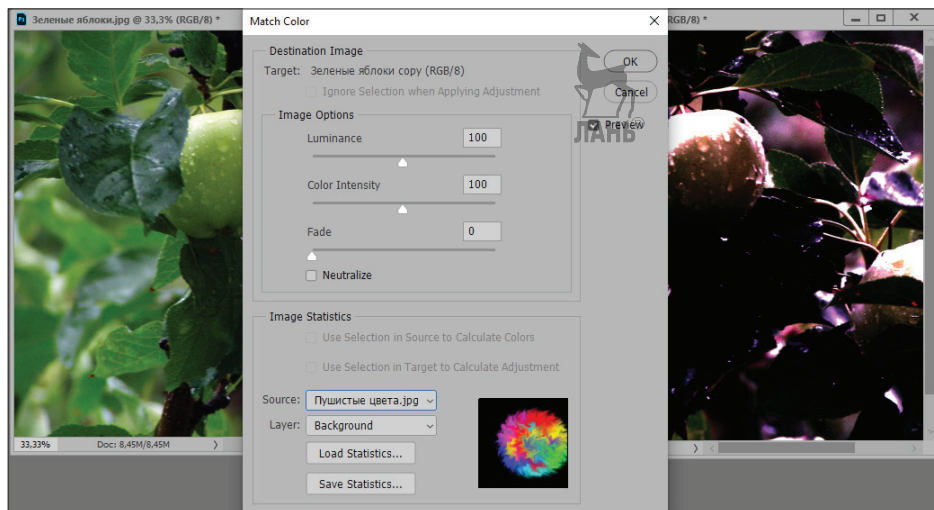 Зеленые яблоки.jpg @ 33,3% (RGB/8) *
Match Color
RGB/8) *
Destination Image
Target: Зеленые яблоки copy (RGB/8)
OK
Ignore Selection when Applying Adjustment
Cancel
Image Options
Preview
ЛАНЬ®
Luminance 100
Color Intensity 100
Fade 0
Neutralize
Image Statistics
Use Selection in Source to Calculate Colors
Use Selection in Target to Calculate Adjustment
Source: Пушистые цвета.jpg
Layer: Background
33,33% Doc: 8,45M/8,45M
Load Statistics...
Save Statistics...